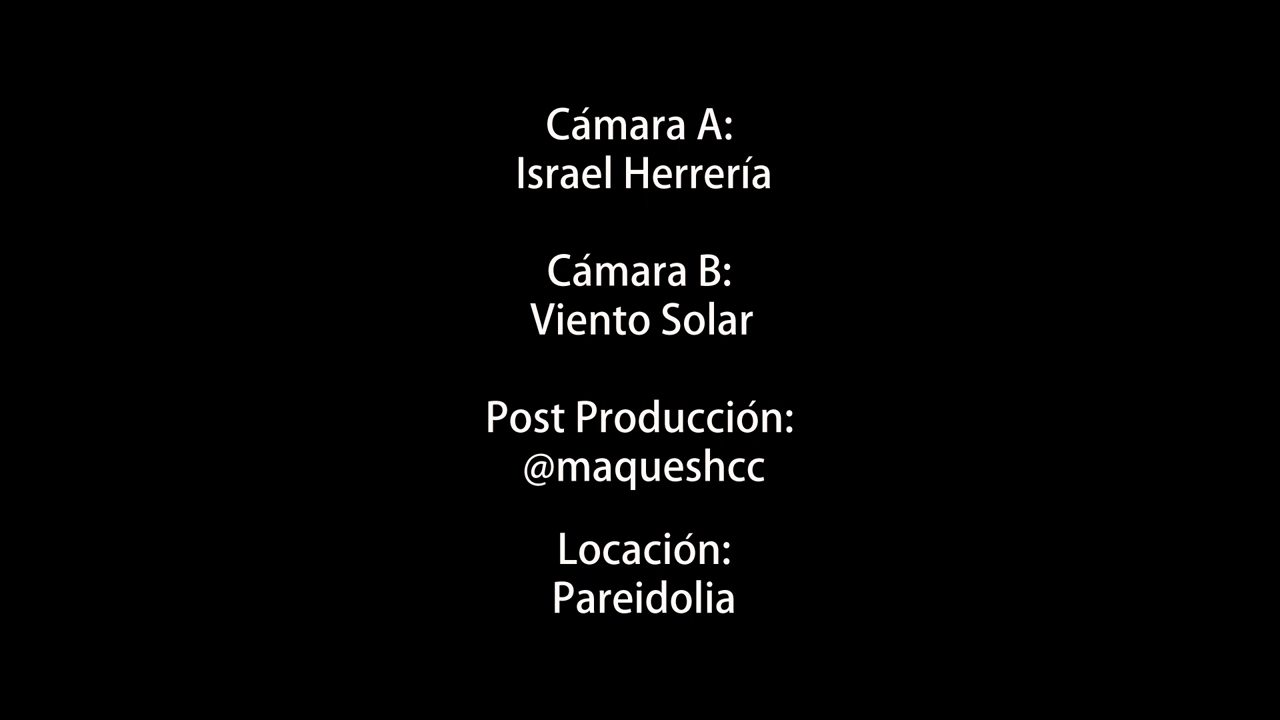 Cámara A:
Israel Herrería
Cámara B:
Viento Solar
Post Producción:
@maqueshcc
Locación:
Pareidolia